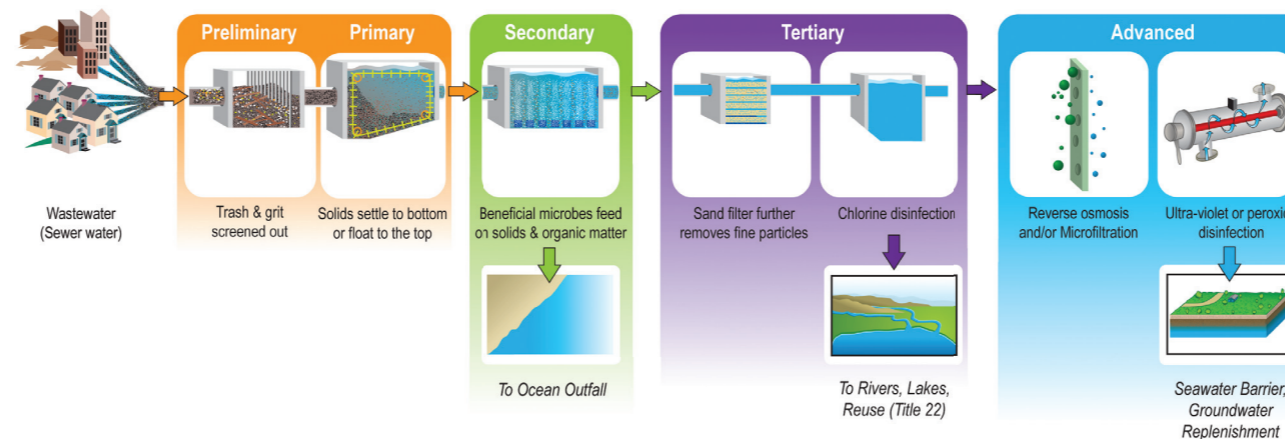 Preliminary
Primary
Secondary
Tertiary
Advanced
Wastewater
(Sewer water)
Trash & grit
screened out
Solids settle to bottom
or float to the top
Beneficial microbes feed
on solids & organic matter
Sand filter further
removes fine particles
Chlorine disinfection
Reverse osmosis
and/or Microfiltration
Ultra-violet or
disinfection
To Ocean Outfall
To Rivers, Lakes,
Reuse (Title 22)
Seawater Barrier,
Groundwater
Replenishment